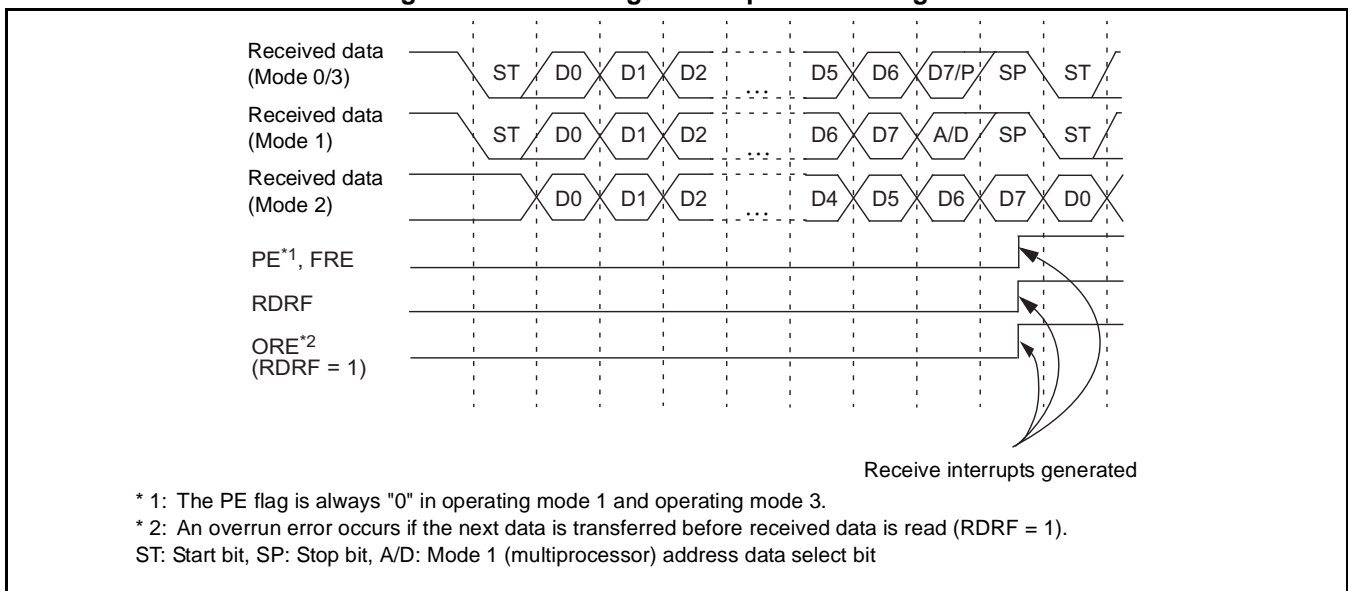 Received data
(Mode 0/3)
ST D0 D1 D2 ... D5 D6 D7/P SP ST
Received data
(Mode 1)
ST D0 D1 D2 ... D6 D7 A/D SP ST
Received data
(Mode 2)
D0 D1 D2 ... D4 D5 D6 D7 D0
PE*1, FRE
RDRF
ORE*2
(RDRF = 1)
Receive interrupts generated
* 1: The PE flag is always "0" in operating mode 1 and operating mode 3.
* 2: An overrun error occurs if the next data is transferred before received data is read (RDRF = 1).
ST: Start bit, SP: Stop bit, A/D: Mode 1 (multiprocessor) address data select bit